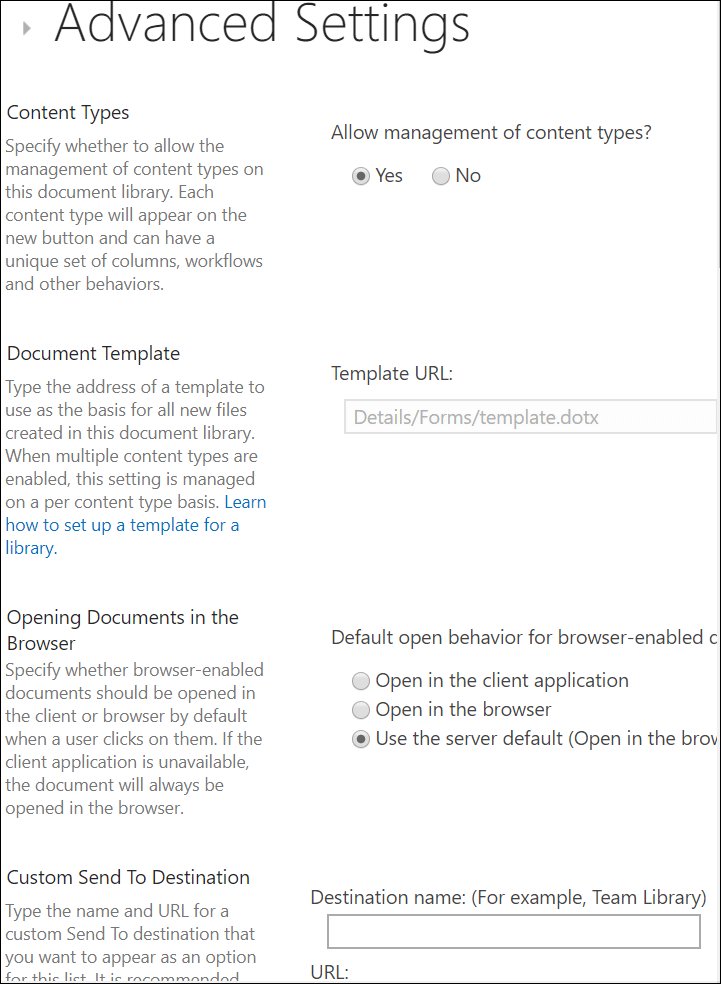 Advanced Settings
Content Types
Specify whether to allow the
management of content types on
this document library. Each
content type will appear on the
new button and can have a
unique set of columns, workflows
and other behaviors.
Allow management of content types?
Yes
No
Document Template
Type the address of a template to
use as the basis for all new files
created in this document library.
When multiple content types are
enabled, this setting is managed
on a per content type basis. Learn
how to set up a template for a
library.
Template URL:
Details/Forms/template.dotx
Opening Documents in the
Browser
Specify whether browser-enabled
documents should be opened in
the client or browser by default
when a user clicks on them. If the
client application is unavailable,
the document will always be
opened in the browser.
Default open behavior for browser-enabled
Open in the client application
Open in the browser
Use the server default (Open in the
Custom Send To Destination
Type the name and URL for a
custom Send To destination that
you want to appear as an option
for this list. It is recommended
Destination name: (For example, Team Library)
URL: